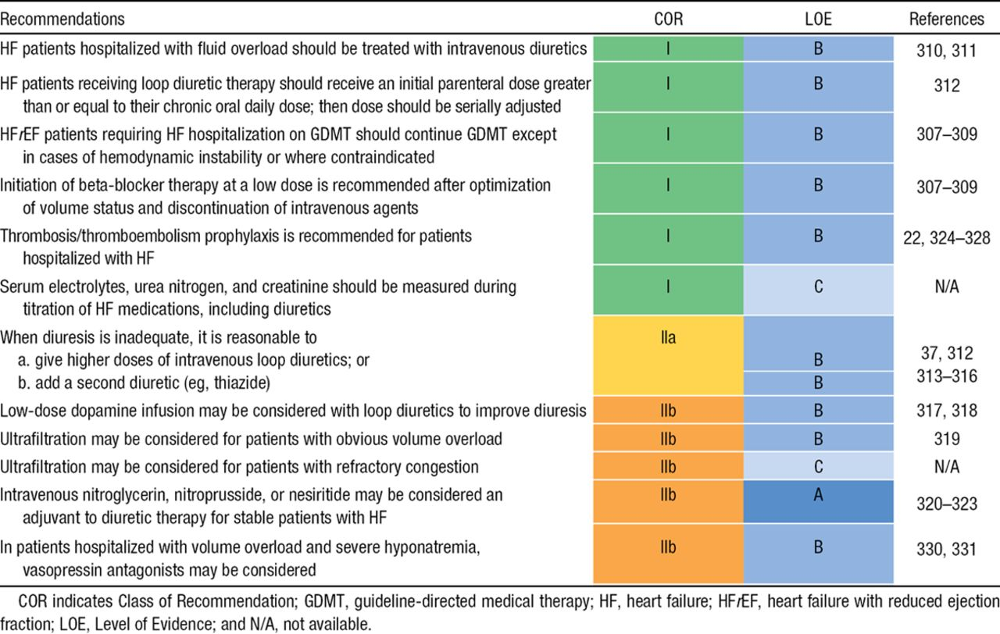 Recommendations COR LOE References
HF patients hospitalized with fluid overload should be treated with intravenous diuretics I B 310, 311
HF patients receiving loop diuretic therapy should receive an initial parenteral dose greater I B 312
than or equal to their chronic oral daily dose; then dose should be serially adjusted
HFrEF patients requiring HF hospitalization on GDMT should continue GDMT except I B 307–309
in cases of hemodynamic instability or where contraindicated
Initiation of beta-blocker therapy at a low dose is recommended after optimization I B 307–309
of volume status and discontinuation of intravenous agents
Thrombosis/thromboembolism prophylaxis is recommended for patients I B 22, 324–328
hospitalized with HF
Serum electrolytes, urea nitrogen, and creatinine should be measured during I C N/A
titration of HF medications, including diuretics
When diuresis is inadequate, it is reasonable to IIa
a. give higher doses of intravenous loop diuretics; or B 37, 312
b. add a second diuretic (eg, thiazide) B 313–316
Low-dose dopamine infusion may be considered with loop diuretics to improve diuresis IIb B 317, 318
Ultrafiltration may be considered for patients with obvious volume overload IIb B 319
Ultrafiltration may be considered for patients with refractory congestion IIb C N/A
Intravenous nitroglycerin, nitroprusside, or nesiritide may be considered an IIb A 320–323
adjuvant to diuretic therapy for stable patients with HF
In patients hospitalized with volume overload and severe hyponatremia, IIb B 330, 331
vasopressin antagonists may be considered
COR indicates Class of Recommendation; GDMT, guideline-directed medical therapy; HF, heart failure; HFrEF, heart failure with reduced ejection
fraction; LOE, Level of Evidence; and N/A, not available.